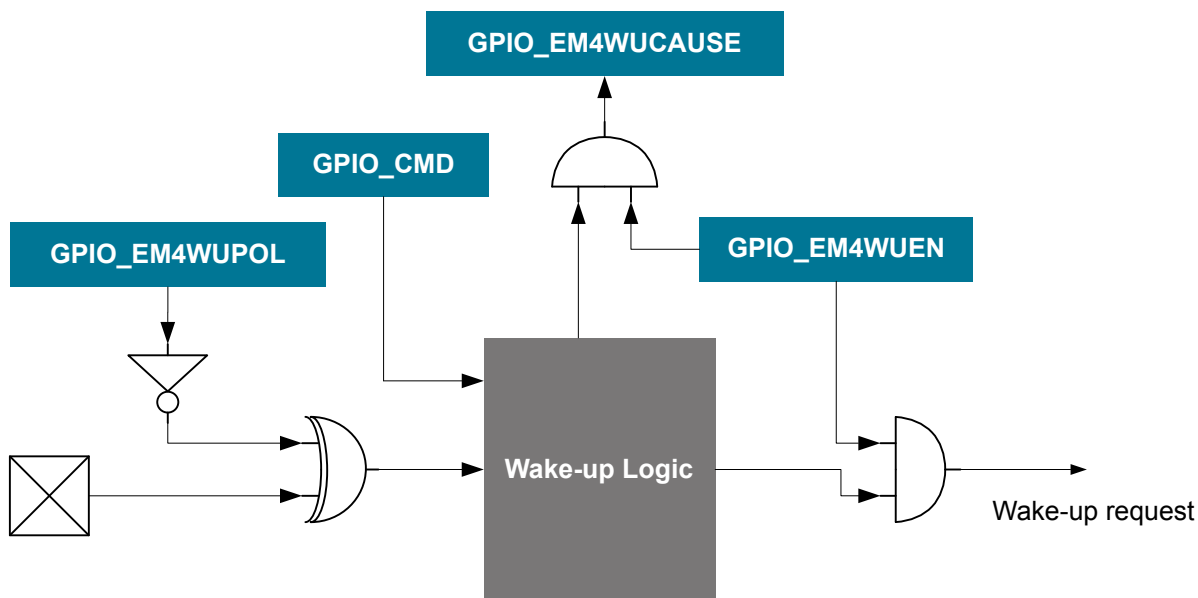 GPIO_EM4WUCAUSE
GPIO_CMD
GPIO_EM4WUPOL
GPIO_EM4WUEN
Wake-up Logic
Wake-up request